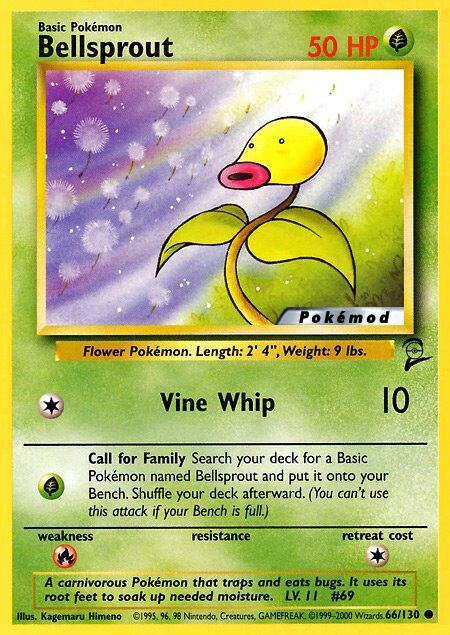 Basic Pokémon
Bellsprout 50 HP
Pokémod
Flower Pokémon. Length: 2' 4", Weight: 9 lbs.
Vine Whip 10
Call for Family Search your deck for a Basic
Pokémon named Bellsprout and put it onto your
Bench. Shuffle your deck afterward. (You can't use
this attack if your Bench is full.)
weakness resistance retreat cost
A carnivorous Pokémon that traps and eats bugs. It uses its
root feet to soak up needed moisture. LV. 11 #69
Illus. Kagemaru Himeno ©1995, 96, 98 Nintendo, Creatures, GAMEFREAK. ©1999-2000 Wizards. 66/130